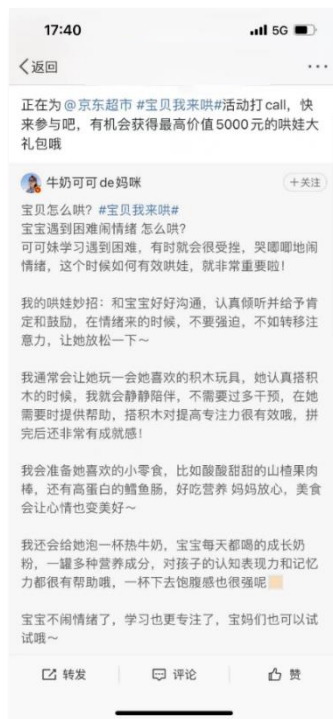 17:40
5G
返回
正在为@京东超市 #宝贝我来哄#活动打call，快
来参与吧，有机会获得最高价值5000元的哄娃大
礼包哦
牛奶可可de妈咪
+关注
宝贝怎么哄？#宝贝我来哄#
宝宝遇到困难闹情绪 怎么哄？
可可妹学习遇到困难，有时就会很受挫，哭唧唧地闹
情绪，这个时候如何有效哄娃，就非常重要啦！
我的哄娃妙招：和宝宝好好沟通，认真倾听并给予肯
定和鼓励，在情绪来的时候，不要强迫，不如转移注
意力，让她放松一下～
我通常会让她玩一会她喜欢的积木玩具，她认真搭积
木的时候，我就会静静陪伴，不需要过多干预，在她
需要时提供帮助，搭积木对提高专注力很有效哦，拼
完后还非常有成就感！
我会准备她喜欢的小零食，比如酸酸甜甜的山楂果肉
棒，还有高蛋白的鳕鱼肠，好吃营养 妈妈放心，美食
会让心情也变美好～
我还会给她泡一杯热牛奶，宝宝每天都喝的成长奶
粉，一罐多种营养成分，对孩子的认知表现力和记忆
力都很有帮助哦，一杯下去饱腹感也很强呢
宝宝不闹情绪了，学习也更专注了，宝妈们也可以试
试哦～
转发
评论
赞